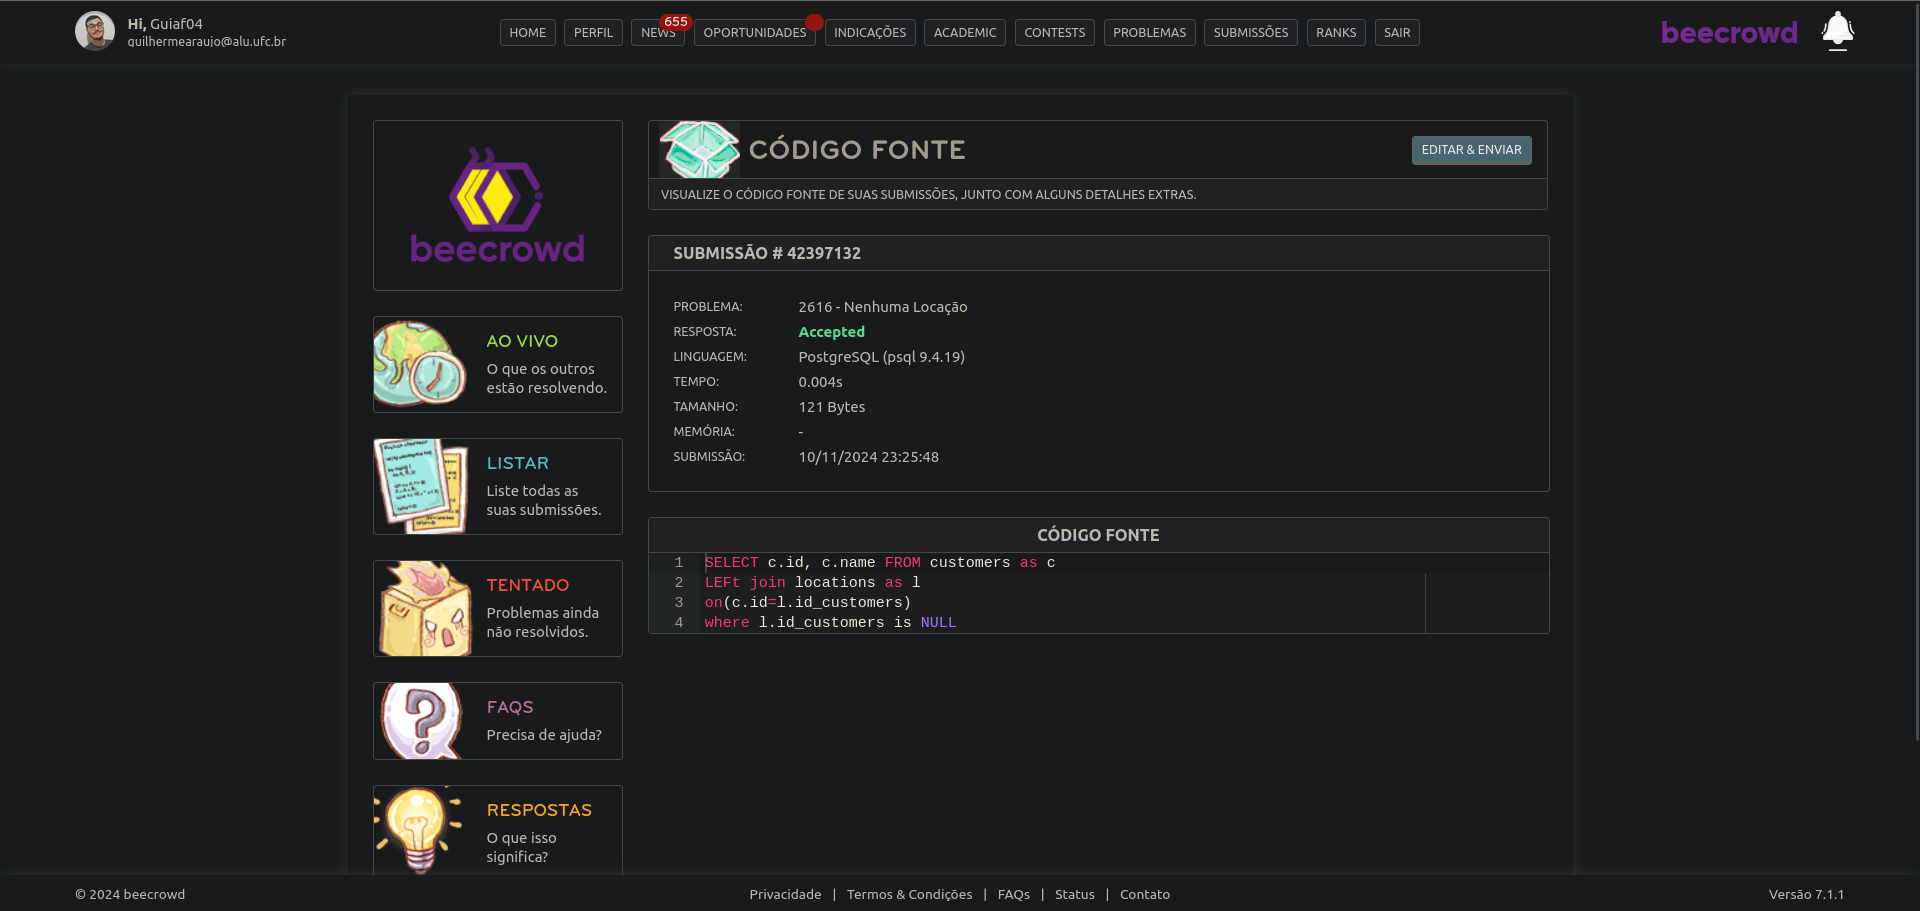 Hi, Guiaf04
guilhermearaujo@alu.ufc.br
HOME PERFIL NEWS 655 OPORTUNIDADES INDICAÇÕES ACADEMIC CONTESTS PROBLEMAS SUBMISSÕES RANKS SAIR
beecrowd
beecrowd
AO VIVO
O que os outros
estão resolvendo.
LISTAR
Liste todas as
suas submissões.
TENTADO
Problemas ainda
não resolvidos.
FAQS
Precisa de ajuda?
RESPOSTAS
O que isso
significa?
CÓDIGO FONTE
EDITAR & ENVIAR
VISUALIZE O CÓDIGO FONTE DE SUAS SUBMISSÕES, JUNTO COM ALGUNS DETALHES EXTRAS.
SUBMISSÃO # 42397132
PROBLEMA: 2616 - Nenhuma Locação
RESPOSTA: Accepted
LINGUAGEM: PostgreSQL (psql 9.4.19)
TEMPO: 0.004s
TAMANHO: 121 Bytes
MEMÓRIA: -
SUBMISSÃO: 10/11/2024 23:25:48
CÓDIGO FONTE
1 SELECT c.id, c.name FROM customers as c
2 LEFt join locations as l
3 on(c.id=l.id_customers)
4 where l.id_customers is NULL
© 2024 beecrowd
Privacidade | Termos & Condições | FAQs | Status | Contato
Versão 7.1.1